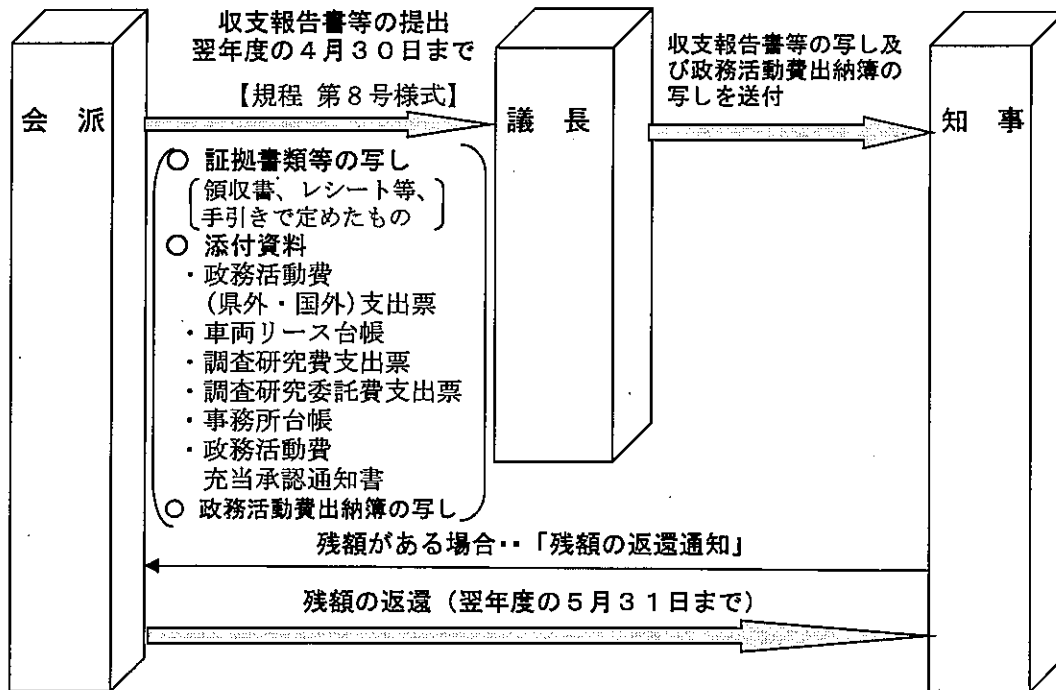 収支報告書等の提出
翌年度の４月３０日まで
【規程 第８号様式】
会　派
議　長
知　事
収支報告書等の写し及
び政務活動費出納簿の
写しを送付
○ 証拠書類等の写し
領収書、レシート等、
手引きで定めたもの
○ 添付資料
・政務活動費
(県外・国外)支出票
・車両リース台帳
・調査研究費支出票
・調査研究委託費支出票
・事務所台帳
・政務活動費
充当承認通知書
○ 政務活動費出納簿の写し
残額がある場合‥「残額の返還通知」
残額の返還（翌年度の５月３１日まで）